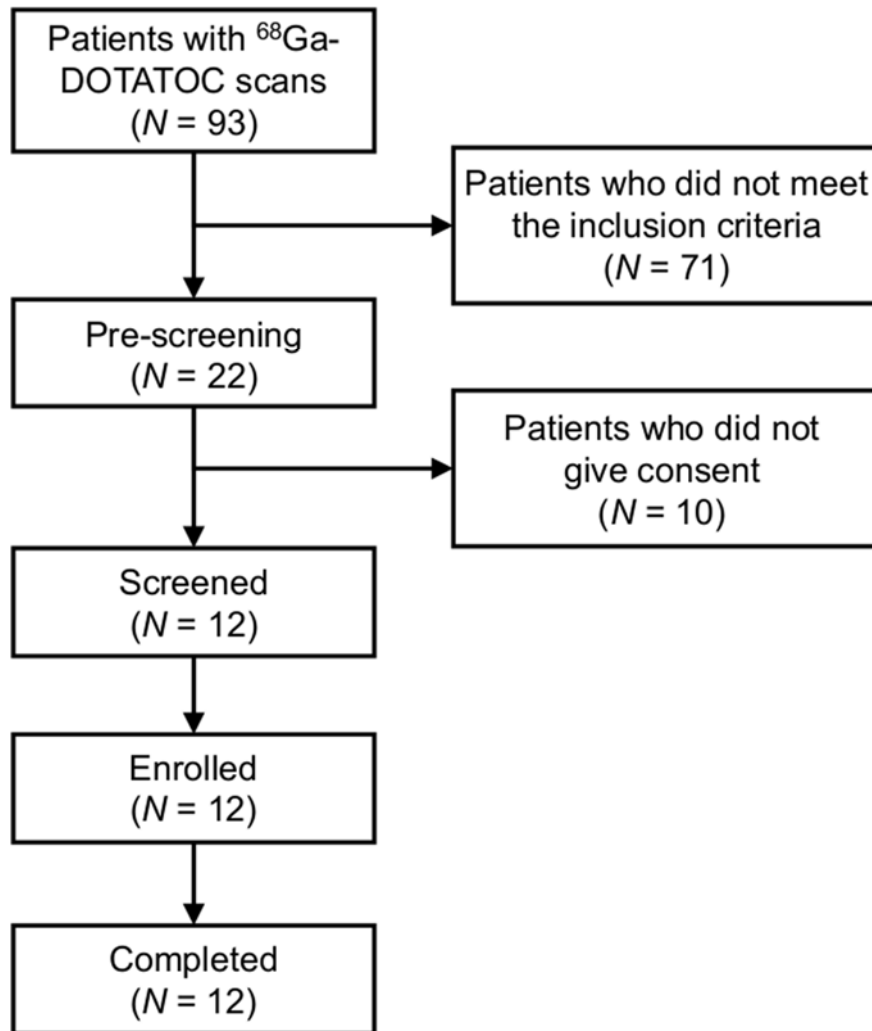 Patients with ⁶⁸Ga-
DOTATOC scans
(N = 93)
Patients who did not meet
the inclusion criteria
(N = 71)
Pre-screening
(N = 22)
Patients who did not
give consent
(N = 10)
Screened
(N = 12)
Enrolled
(N = 12)
Completed
(N = 12)